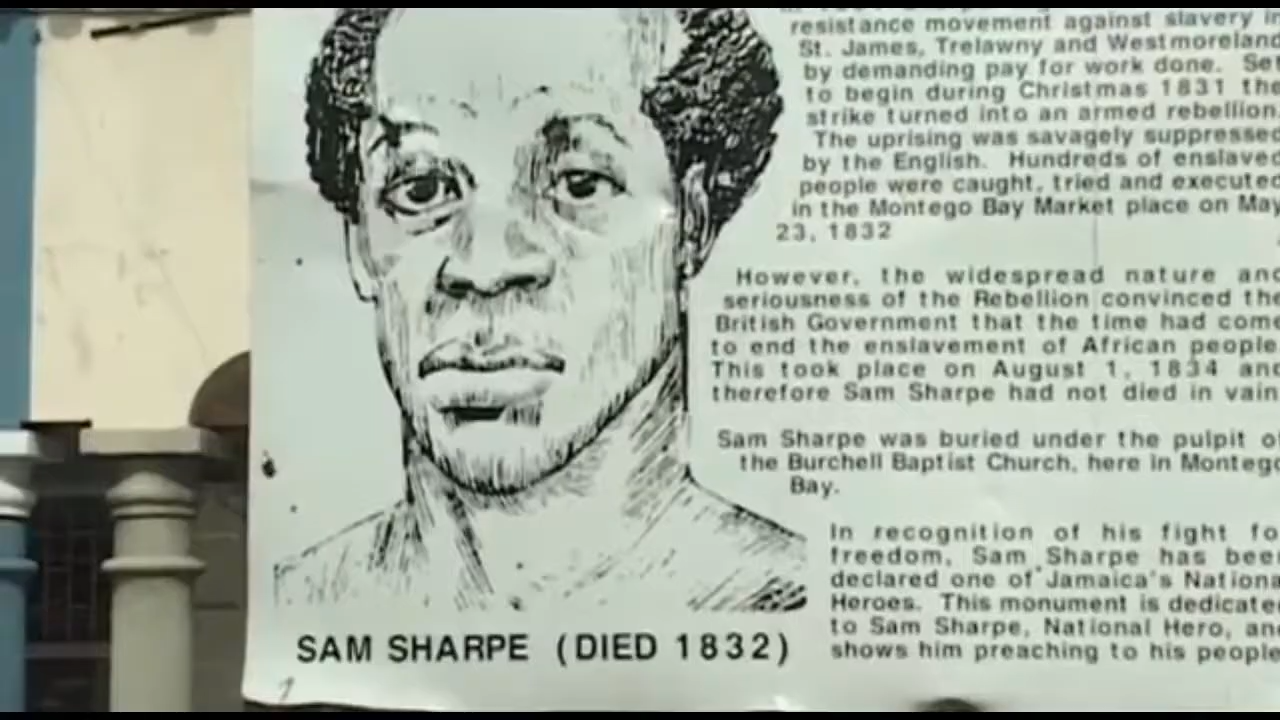 resistance movement against slavery in
St. James, Trelawny and Westmoreland
by demanding pay for work done. Set
to begin during Christmas 1831 the
strike turned into an armed rebellion.
The uprising was savagely suppressed
by the English. Hundreds of enslaved
people were caught, tried and executed
in the Montego Bay Market place on May
23, 1832
However, the widespread nature and
seriousness of the Rebellion convinced the
British Government that the time had come
to end the enslavement of African people.
This took place on August 1, 1834 and
therefore Sam Sharpe had not died in vain.
Sam Sharpe was buried under the pulpit of
the Burchell Baptist Church, here in Montego
Bay.
In recognition of his fight fo
freedom, Sam Sharpe has been
declared one of Jamaica's Nationa
Heroes. This monument is dedicated
to Sam Sharpe, National Hero, and
shows him preaching to his people
SAM SHARPE (DIED 1832)